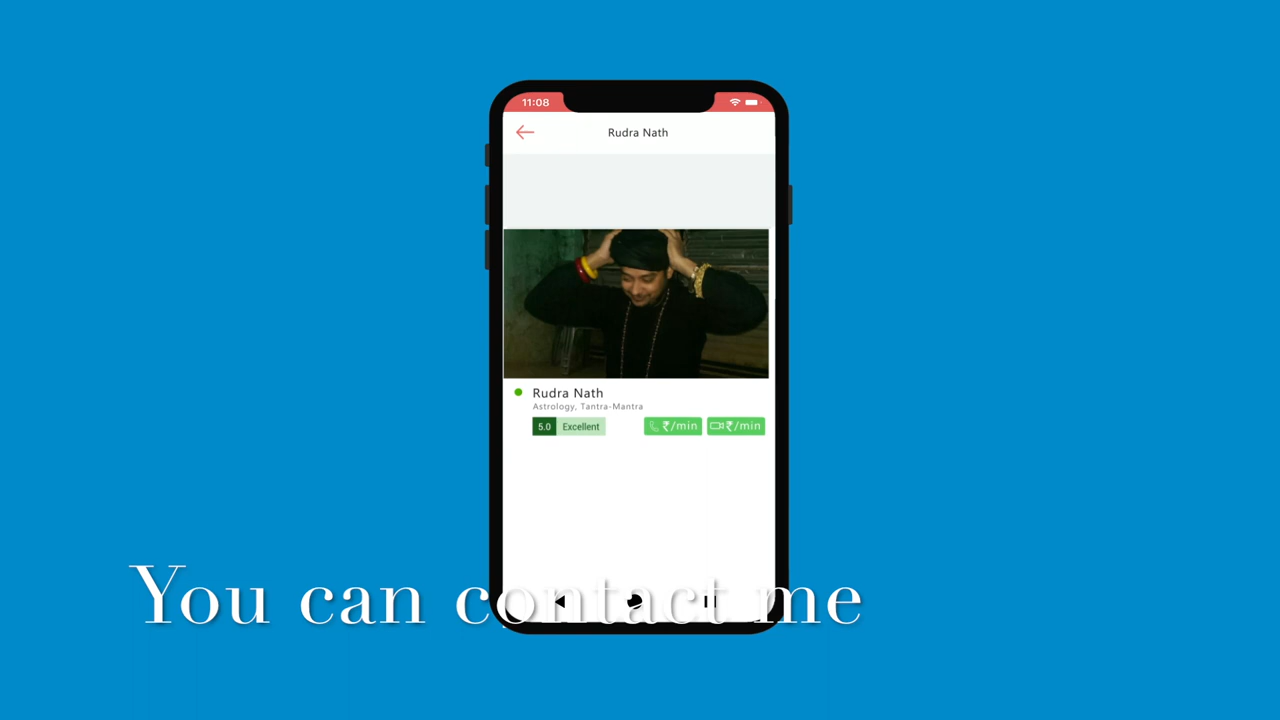 11:08
Rudra Nath
Rudra Nath
Astrology, Tantra-Mantra
5.0 Excellent ₹/min ₹/min
You can contact me